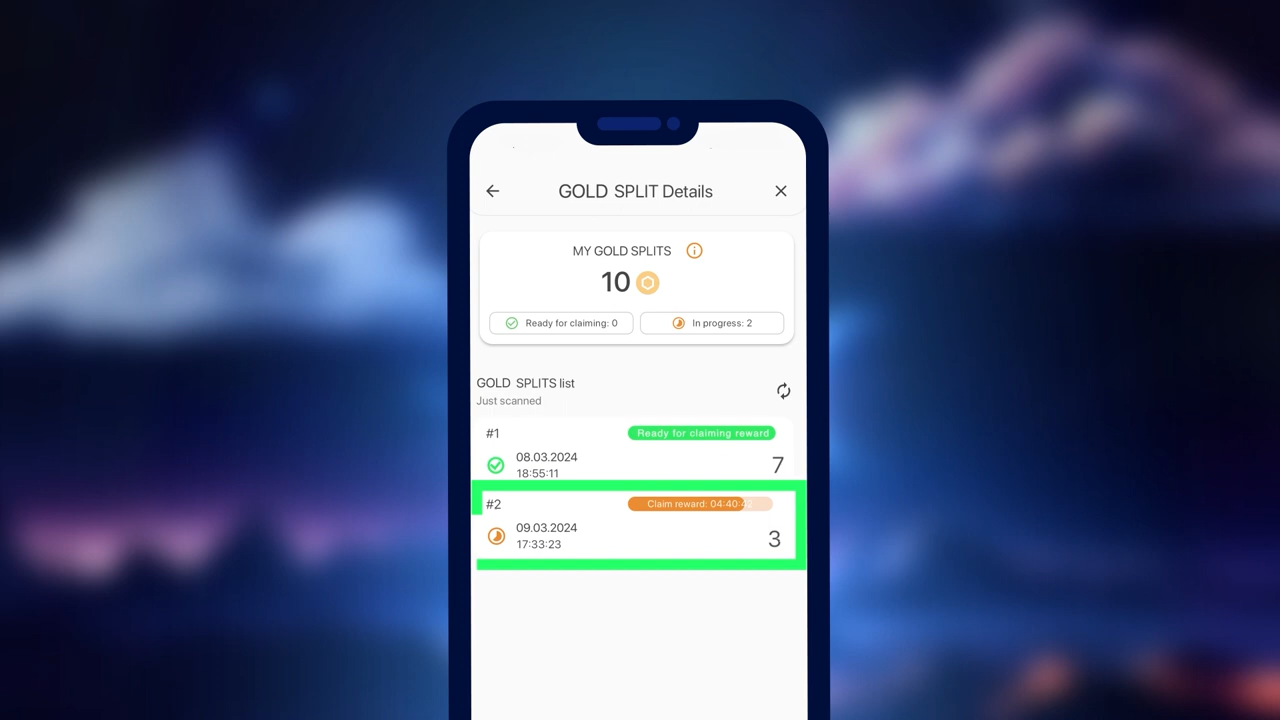 GOLD SPLIT Details
MY GOLD SPLITS
10
Ready for claiming: 0
In progress: 2
GOLD SPLITS list
Just scanned
#1
Ready for claiming reward
08.03.2024
18:55:11
7
#2
Claim reward: 04:40:42
09.03.2024
17:33:23
3